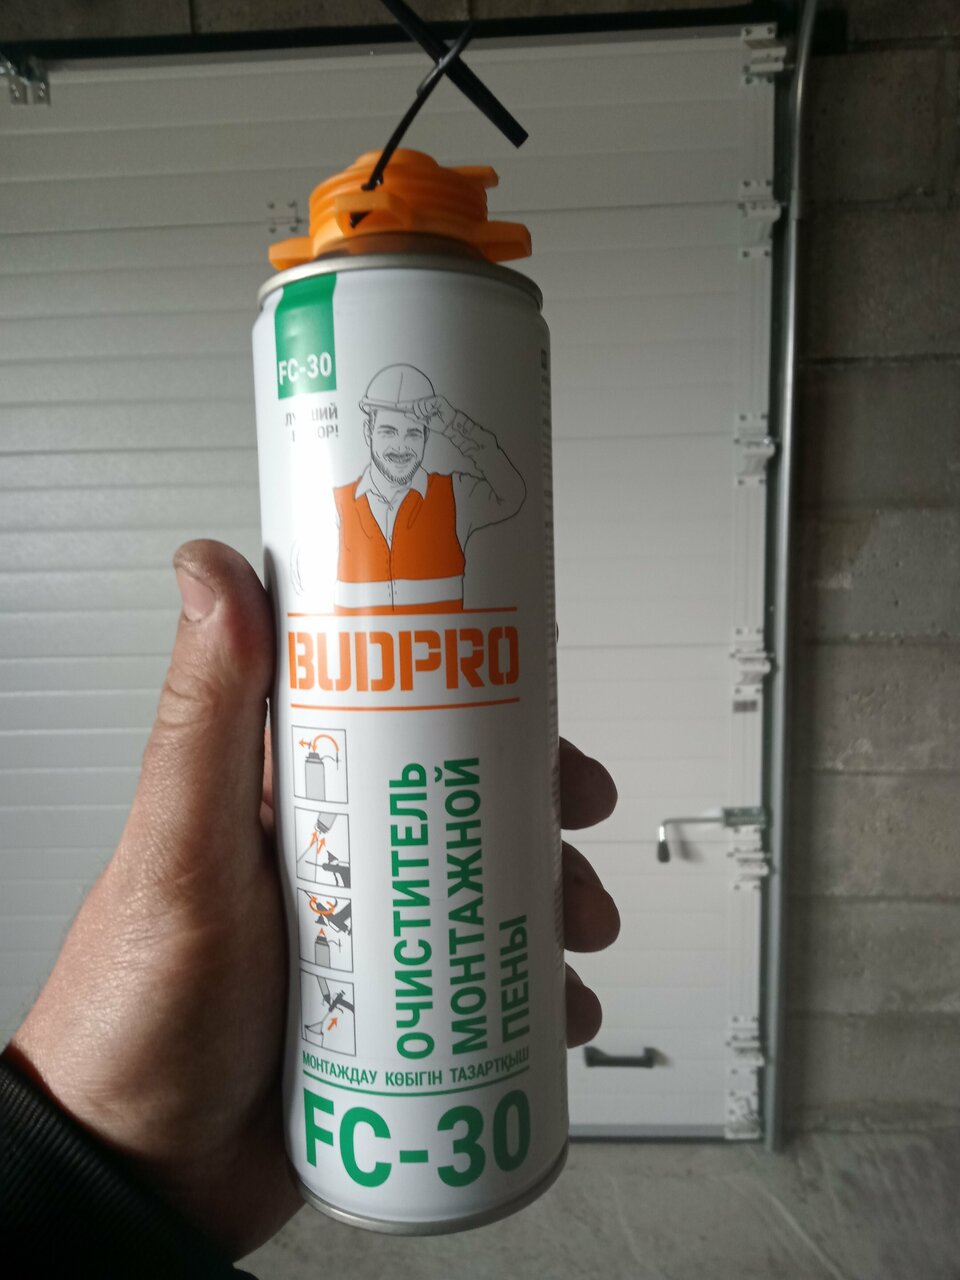 FC-30
BUDPRO
ОЧИСТИТЕЛЬ
МОНТАЖНОЙ
ПЕНЫ
МОНТАЖДАУ КӨБІГІН ТАЗАРТҚЫШ
FC-30